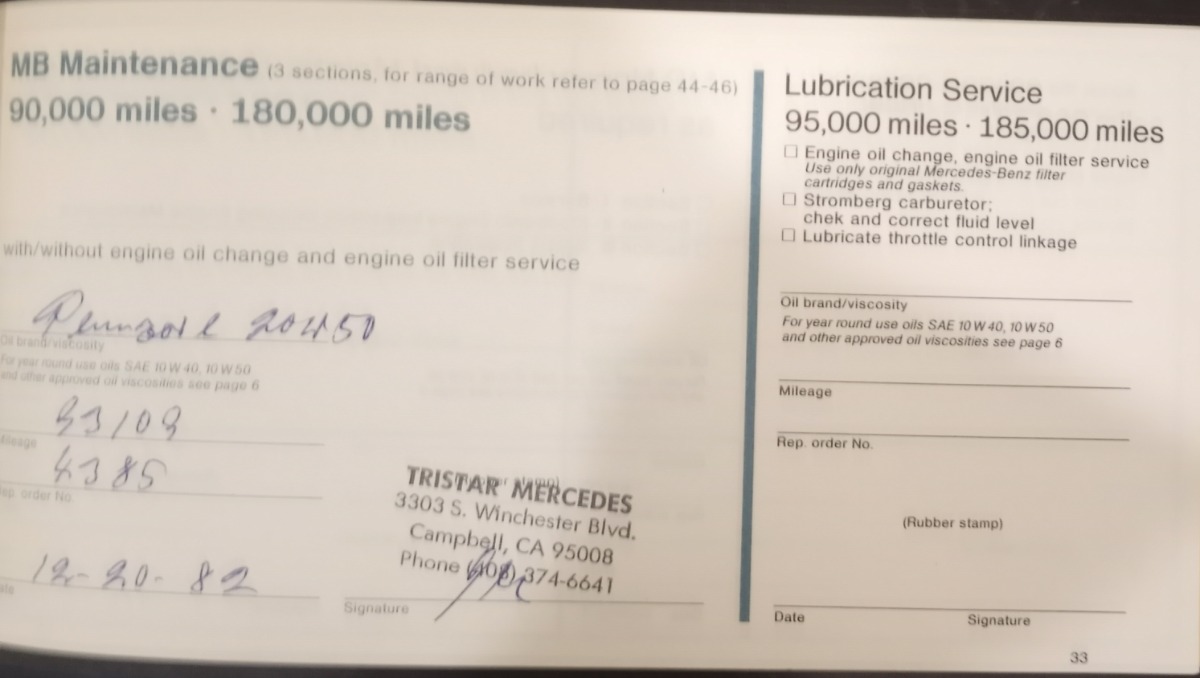 MB Maintenance (3 sections, for range of work refer to page 44-46)
90,000 miles · 180,000 miles
with/without engine oil change and engine oil filter service
Pennzoil 20W50
Oil brand/viscosity
For year round use oils SAE 10 W 40, 10 W 50
and other approved oil viscosities see page 6
93109
Mileage
4385
Rep. order No.
TRISTAR MERCEDES
3303 S. Winchester Blvd.
Campbell, CA 95008
Phone (408) 374-6641
12-20-82
Date
Signature
Lubrication Service
95,000 miles · 185,000 miles
☐ Engine oil change, engine oil filter service
Use only original Mercedes-Benz filter
cartridges and gaskets.
☐ Stromberg carburetor;
chek and correct fluid level
☐ Lubricate throttle control linkage
Oil brand/viscosity
For year round use oils SAE 10 W 40, 10 W 50
and other approved oil viscosities see page 6
Mileage
Rep. order No.
(Rubber stamp)
Date Signature
33